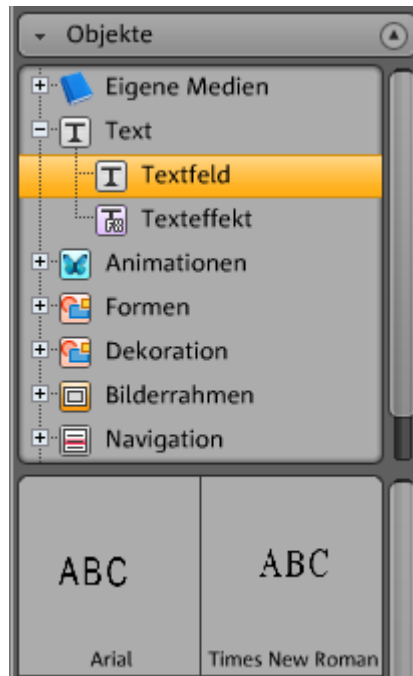 Objekte
Eigene Medien
Text
Textfeld
Texteffekt
Animationen
Formen
Dekoration
Bilderrahmen
Navigation
ABC ABC
Arial Times New Roman